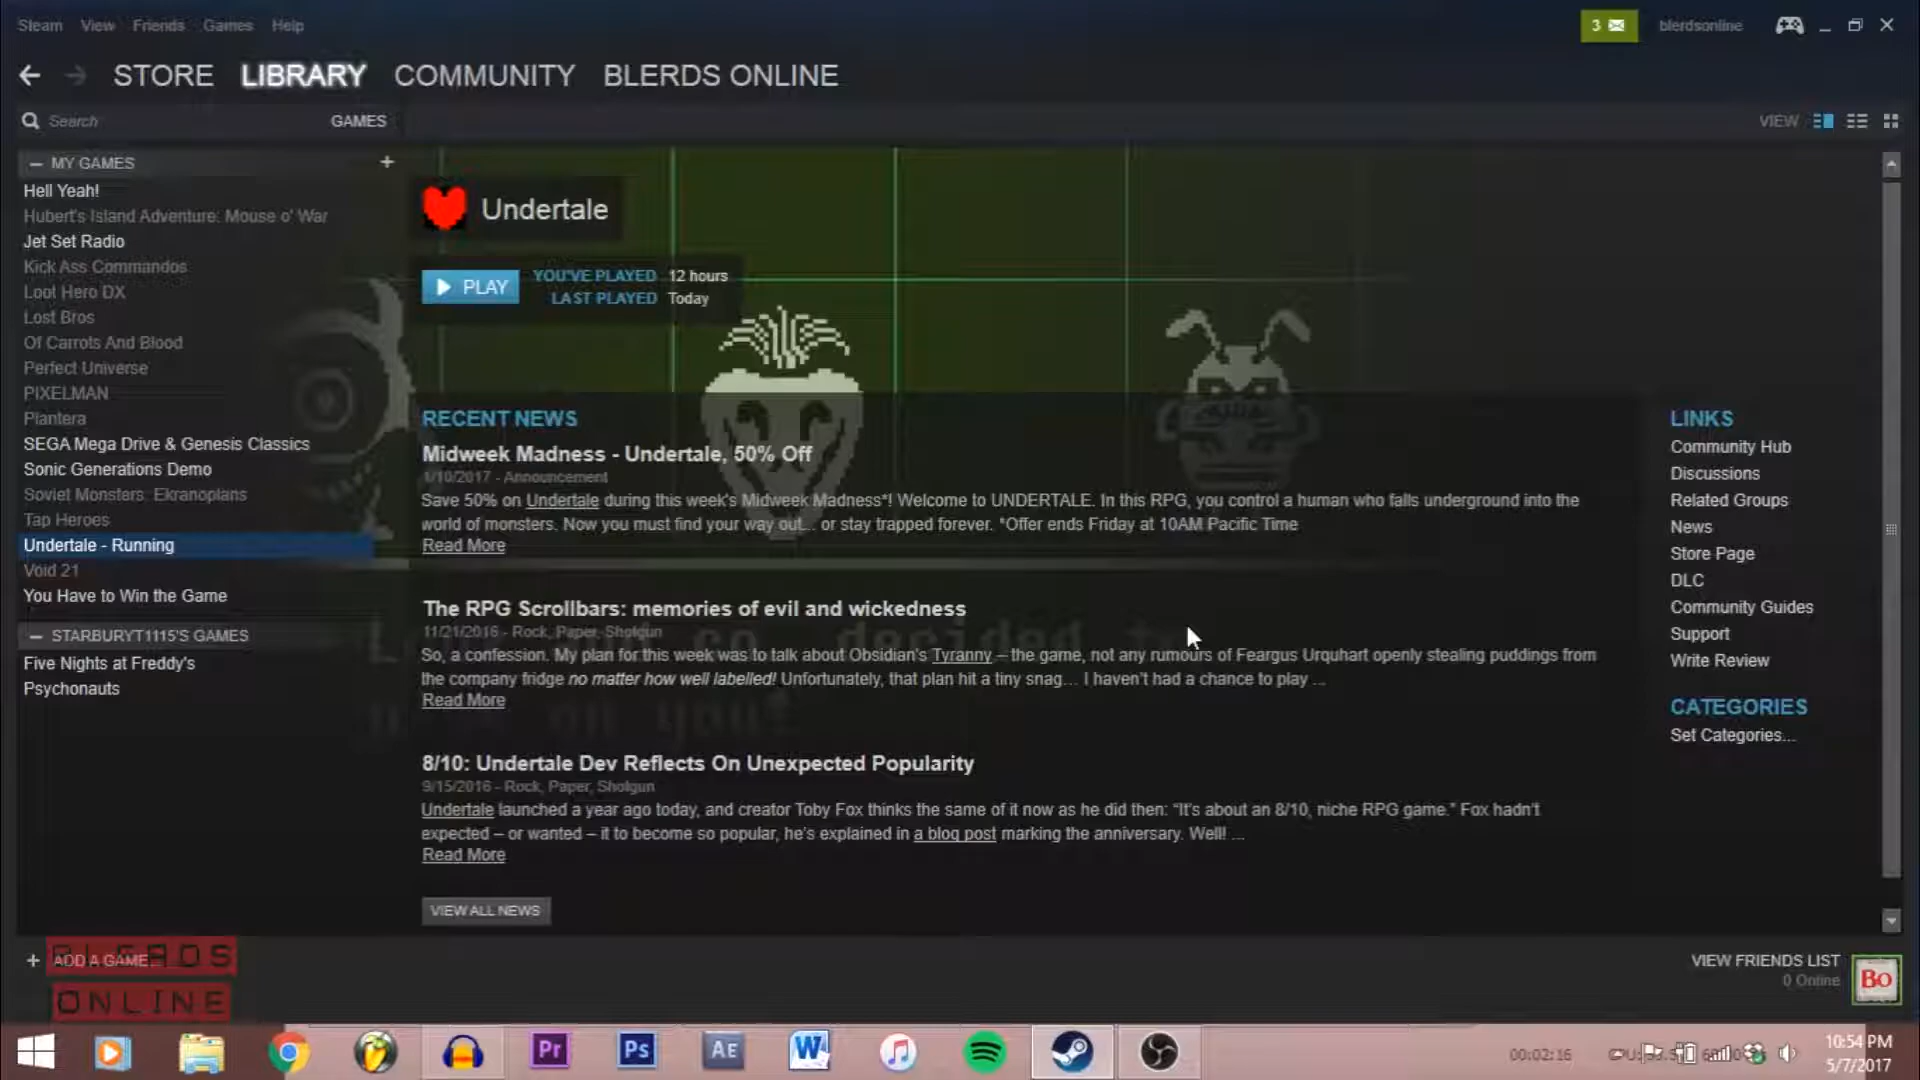 Steam View Friends Games Help
3 blerdsonline
STORE LIBRARY COMMUNITY BLERDS ONLINE
Search GAMES VIEW
— MY GAMES +
Hell Yeah!
Hubert's Island Adventure: Mouse o' War
Jet Set Radio
Kick Ass Commandos
Loot Hero DX
Lost Bros
Of Carrots And Blood
Perfect Universe
PIXELMAN
Plantera
SEGA Mega Drive & Genesis Classics
Sonic Generations Demo
Soviet Monsters: Ekranoplans
Tap Heroes
Undertale - Running
Void 21
You Have to Win the Game
— STARBURYT1115'S GAMES
Five Nights at Freddy's
Psychonauts
Undertale
PLAY
YOU'VE PLAYED 12 hours
LAST PLAYED Today
RECENT NEWS
Midweek Madness - Undertale, 50% Off
1/10/2017 - Announcement
Save 50% on Undertale during this week's Midweek Madness*! Welcome to UNDERTALE. In this RPG, you control a human who falls underground into the
world of monsters. Now you must find your way out... or stay trapped forever. *Offer ends Friday at 10AM Pacific Time
Read More
The RPG Scrollbars: memories of evil and wickedness
11/21/2016 - Rock, Paper, Shotgun
So, a confession. My plan for this week was to talk about Obsidian's Tyranny – the game, not any rumours of Feargus Urquhart openly stealing puddings from
the company fridge no matter how well labelled! Unfortunately, that plan hit a tiny snag… I haven't had a chance to play ...
Read More
8/10: Undertale Dev Reflects On Unexpected Popularity
9/15/2016 - Rock, Paper, Shotgun
Undertale launched a year ago today, and creator Toby Fox thinks the same of it now as he did then: “It's about an 8/10, niche RPG game.” Fox hadn't
expected – or wanted – it to become so popular, he's explained in a blog post marking the anniversary. Well! ...
Read More
VIEW ALL NEWS
LINKS
Community Hub
Discussions
Related Groups
News
Store Page
DLC
Community Guides
Support
Write Review
CATEGORIES
Set Categories...
+ ADD A GAME...
BLERDS
ONLINE
VIEW FRIENDS LIST
0 Online
Bo
Pr Ps AE W
00:02:16
10:54 PM
5/7/2017